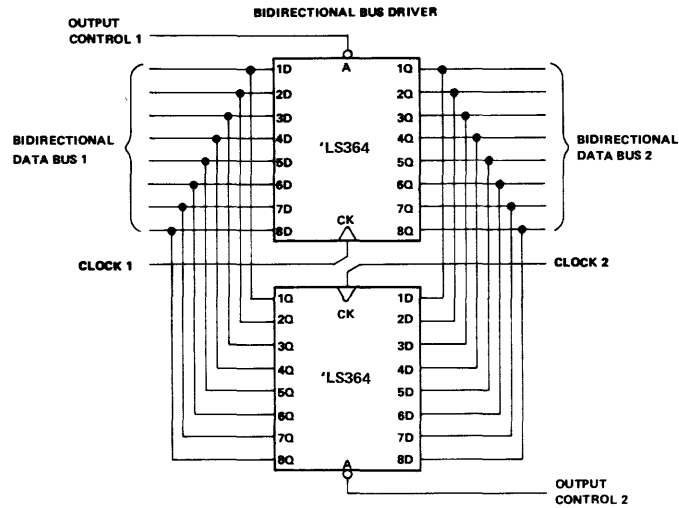 BIDIRECTIONAL BUS DRIVER
OUTPUT
CONTROL 1
A
1D
2D
3D
4D
5D
6D
7D
8D
'LS364
CK
1Q
2Q
3Q
4Q
5Q
6Q
7Q
8Q
BIDIRECTIONAL
DATA BUS 1
BIDIRECTIONAL
DATA BUS 2
CLOCK 1
CLOCK 2
CK
1Q
2Q
3Q
4Q
5Q
6Q
7Q
8Q
'LS364
A
1D
2D
3D
4D
5D
6D
7D
8D
OUTPUT
CONTROL 2